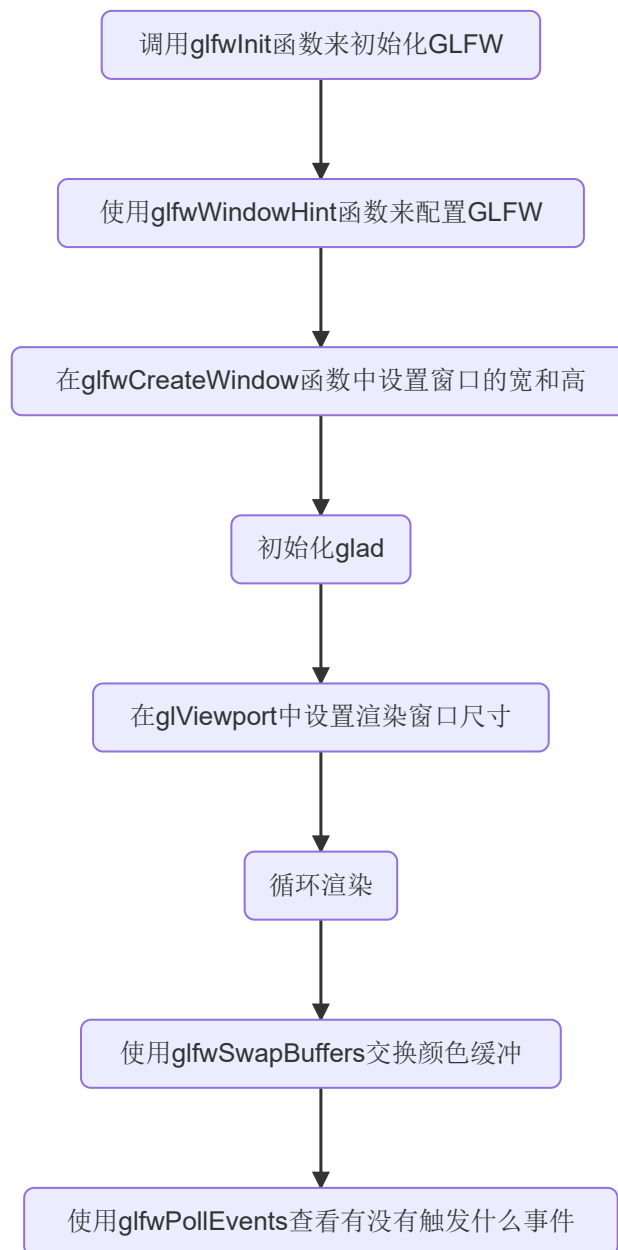 调用glfwInit函数来初始化GLFW
使用glfwWindowHint函数来配置GLFW
在glfwCreateWindow函数中设置窗口的宽和高
初始化glad
在glViewport中设置渲染窗口尺寸
循环渲染
使用glfwSwapBuffers交换颜色缓冲
使用glfwPollEvents查看有没有触发什么事件